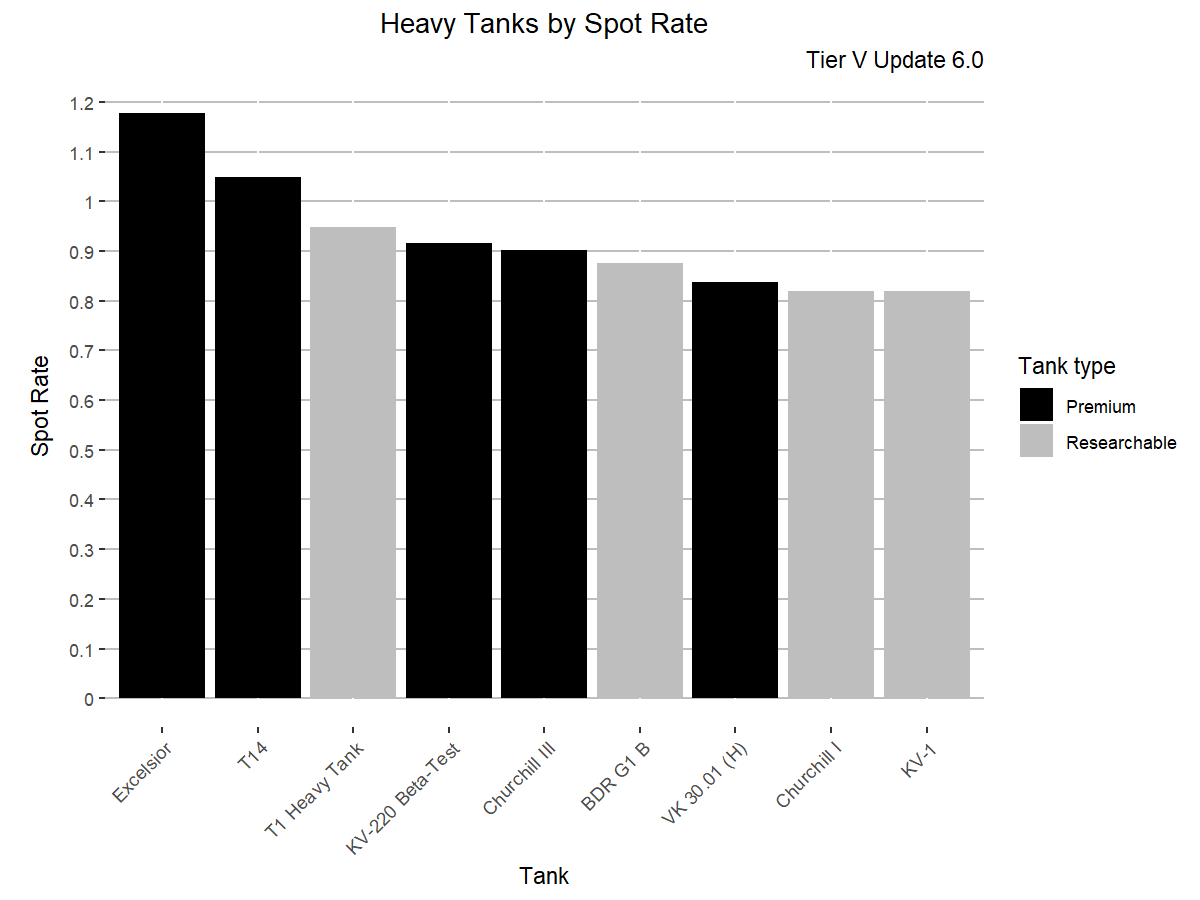 Heavy Tanks by Spot Rate
Tier V Update 6.0
1.2
1.1
1
0.9
0.8
0.7
0.6
0.5
0.4
0.3
0.2
0.1
0
Spot Rate
Excelsior
T14
T1 Heavy Tank
KV-220 Beta-Test
Churchill III
BDR G1 B
VK 30.01 (H)
Churchill I
KV-1
Tank
Tank type
Premium
Researchable